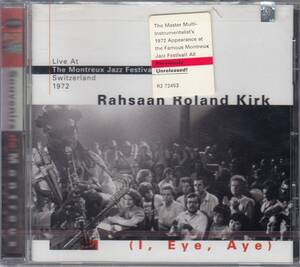 Live At
The Montreux Jazz Festival
Switzerland
1972
The Master Multi-
Instrumentalist's
1972 Appearance at
the Famous Montreux
Jazz Festival! All
Previously
Unreleased!
R2 72453
Rahsaan Roland Kirk
(I, Eye, Aye)
Montreux